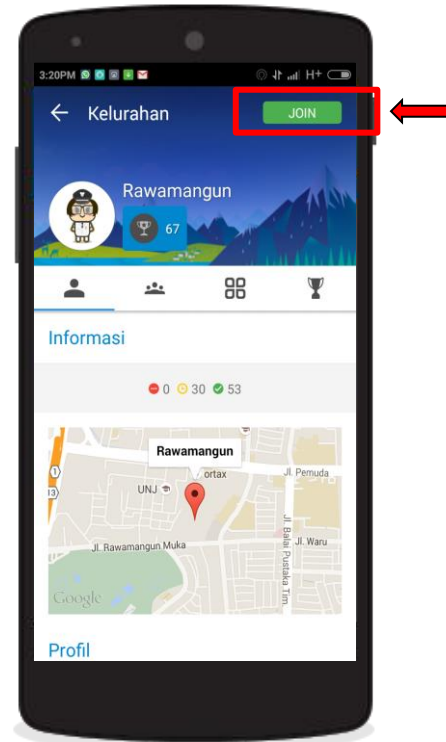 3:20PM H+
Kelurahan JOIN
Rawamangun
67
Informasi
0 30 53
Rawamangun
ortax
Jl. Pemuda
UNJ
13
Jl. Balai Pustaka Tim.
Jl. Waru
Jl. Rawamangun Muka
Google
Profil